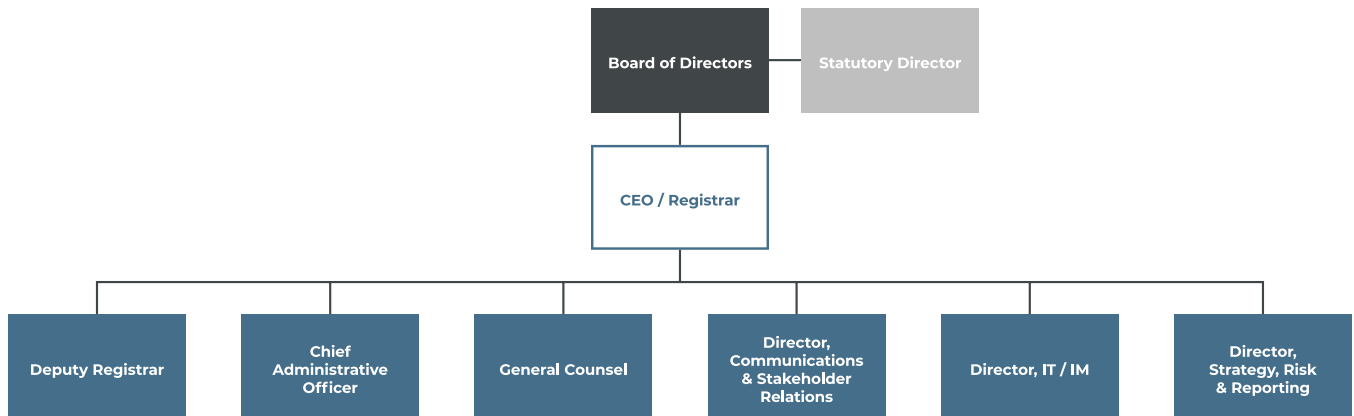 Board of Directors
Statutory Director
CEO / Registrar
Deputy Registrar
Chief
Administrative
Officer
General Counsel
Director,
Communications
& Stakeholder
Relations
Director, IT / IM
Director,
Strategy, Risk
& Reporting